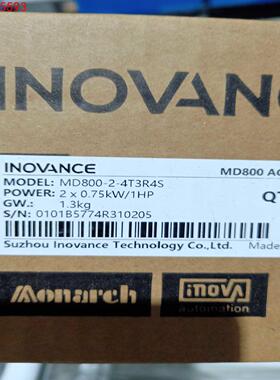 5593
INOVANC
INOVANCE MD800 AC
MODEL: MD800-2-4T3R4S
POWER: 2 x 0.75kW/1HP
GW.: 1.3kg
S/N: 0101B5774R310205
Suzhou Inovance Technology Co.,Ltd. Made
Monarch
inovA
automation